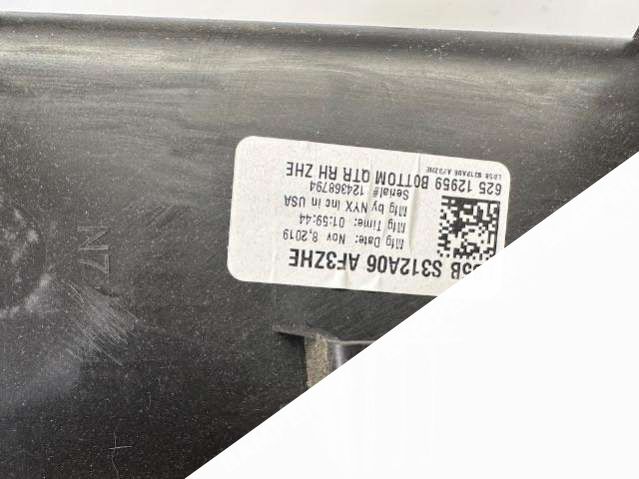 S312A06 AF3ZHE
Mfg Date: Nov 8,2019
Mfg Time: 01:59:44
Mfg by NYX inc in USA
Serial# 124368794
625 12959 BOTTOM QTR RH ZHE